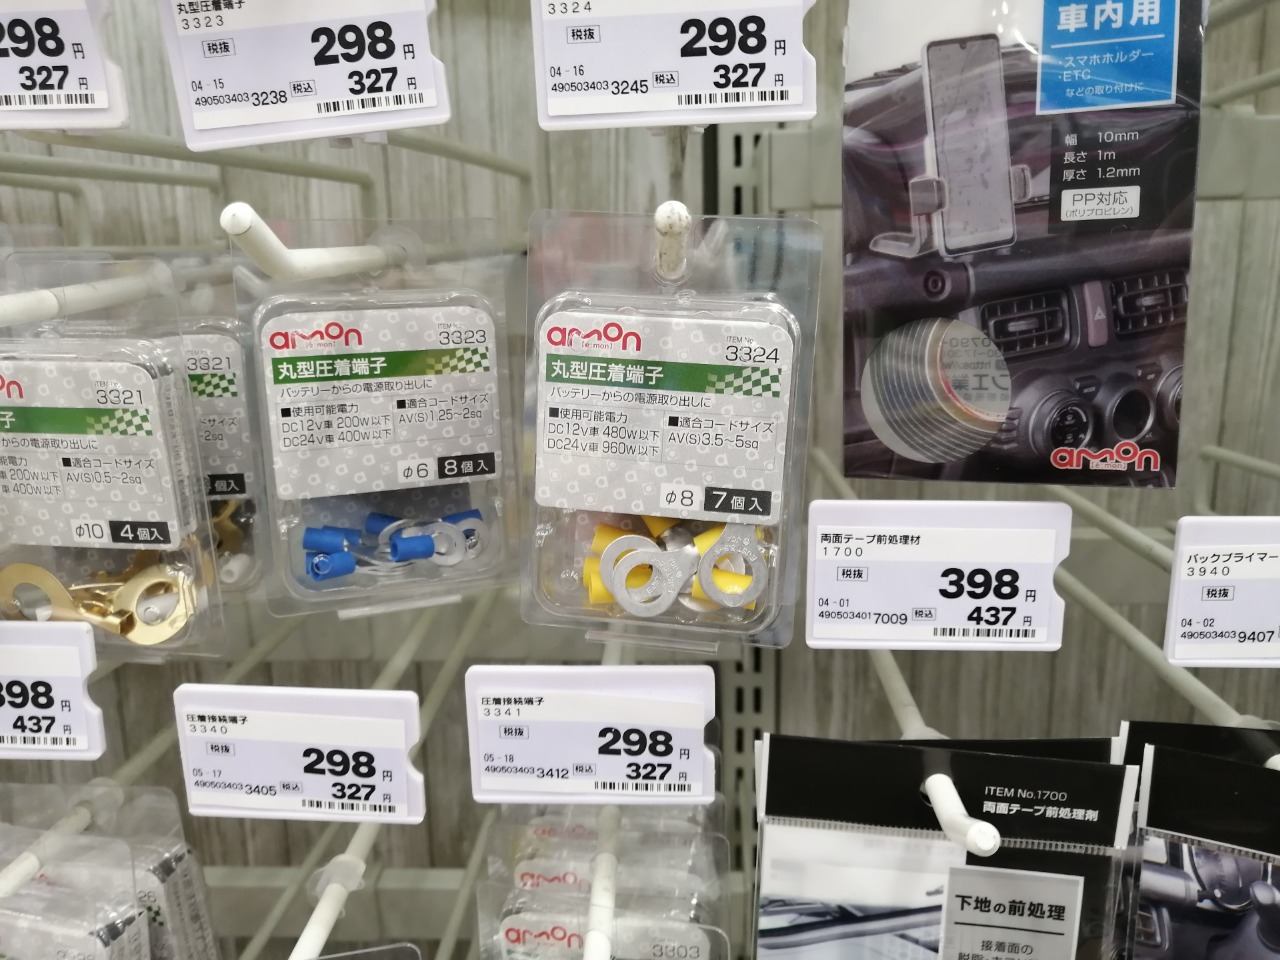 298 円
327 円
丸型圧着端子
3323
税抜
298 円
04-15
税込
327 円
490503403 3238
3324
税抜
298 円
04-16
税込
327 円
490503403 3245
車内用
・スマホホルダー
・ETC
などの取り付けに
幅 10mm
長さ 1m
厚さ 1.2mm
PP対応
(ポリプロピレン)
amon
[e:mon]
3321
ITEM No.
3321
からの電源取り出しに
■適合コードサイズ
200w以下
AV(S)0.5~2sq
400w以下
φ10 4個入
amon
[e:mon]
ITEM No.
3323
丸型圧着端子
バッテリーからの電源取り出しに
■使用可能電力
DC12v車 200w以下
DC24v車 400w以下
■適合コードサイズ
AV(S)1.25~2sq
φ6 8個入
amon
[e:mon]
ITEM No.
3324
丸型圧着端子
バッテリーからの電源取り出しに
■使用可能電力
DC12v車 480w以下
DC24v車 960w以下
■適合コードサイズ
AV(S)3.5~5sq
φ8 7個入
両面テープ前処理材
1700
税抜
398 円
04-01
税込
437 円
490503401 7009
バックプライマー
3940
税抜
04-02
490503403 9407
398 円
437 円
圧着接続端子
3340
税抜
298 円
05-17
税込
327 円
490503403 3405
圧着接続端子
3341
税抜
298 円
05-18
税込
327 円
490503403 3412
ITEM No.1700
両面テープ前処理剤
下地の前処理
接着面の
amon
3303